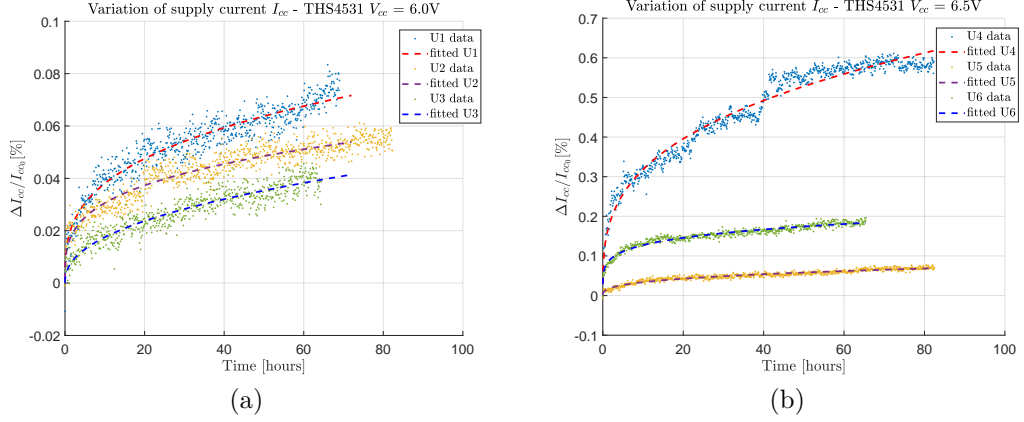 Variation of supply current Icc - THS4531 Vcc = 6.0V
0.1
0.08
0.06
0.04
0.02
0
-0.02
ΔIcc/Icc0[%]
0 20 40 60 80 100
Time [hours]
U1 data
fitted U1
U2 data
fitted U2
U3 data
fitted U3
(a)
Variation of supply current Icc - THS4531 Vcc = 6.5V
0.7
0.6
0.5
0.4
0.3
0.2
0.1
0
-0.1
ΔIcc/Icc0[%]
0 20 40 60 80 100
Time [hours]
U4 data
fitted U4
U5 data
fitted U5
U6 data
fitted U6
(b)